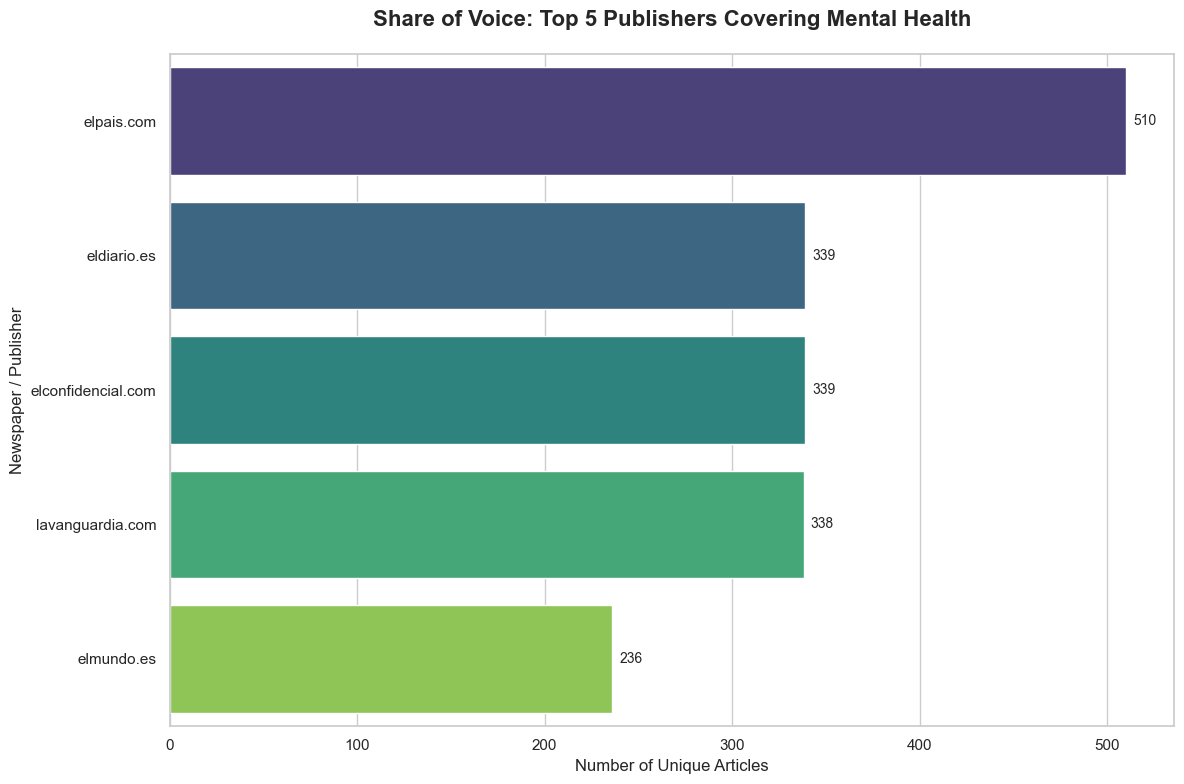 Share of Voice: Top 5 Publishers Covering Mental Health
Newspaper / Publisher
elpais.com
510
eldiario.es
339
elconfidencial.com
339
lavanguardia.com
338
elmundo.es
236
0 100 200 300 400 500
Number of Unique Articles